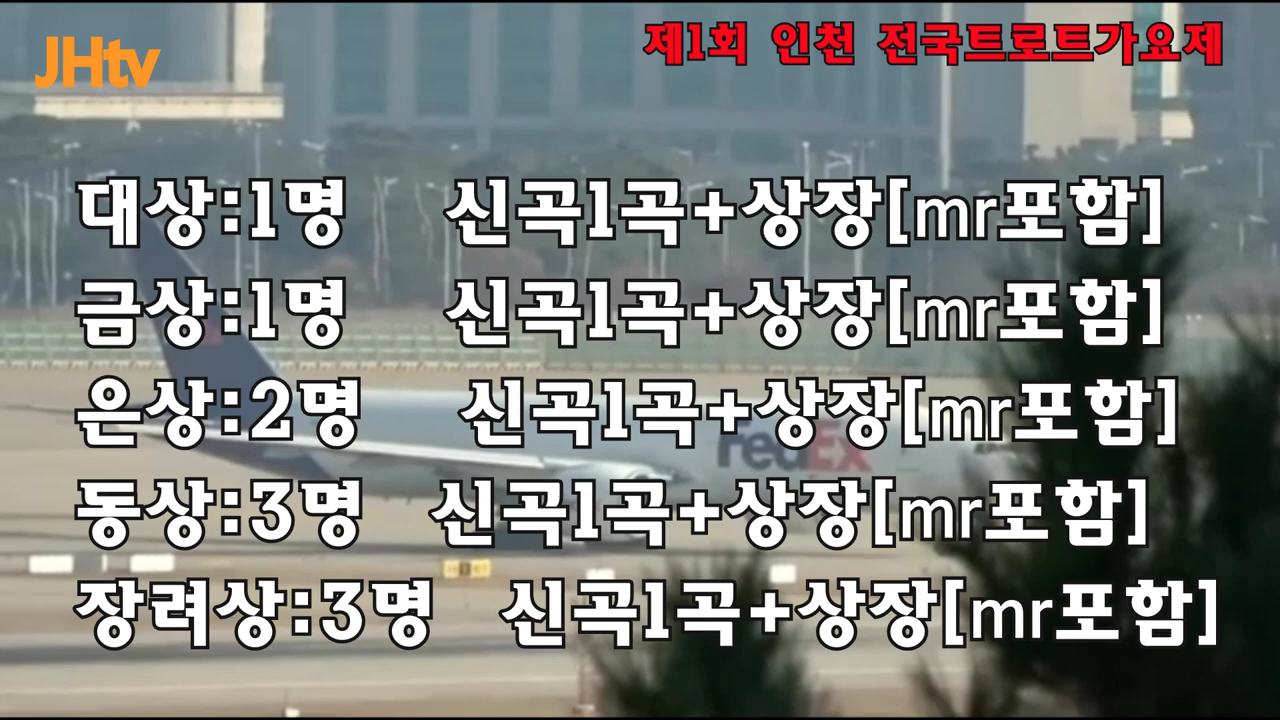 JHtv
제1회 인천 전국트로트가요제
대상:1명 신곡1곡+상장[mr포함]
금상:1명 신곡1곡+상장[mr포함]
은상:2명 신곡1곡+상장[mr포함]
FedEx
동상:3명 신곡1곡+상장[mr포함]
장려상:3명 신곡1곡+상장[mr포함]